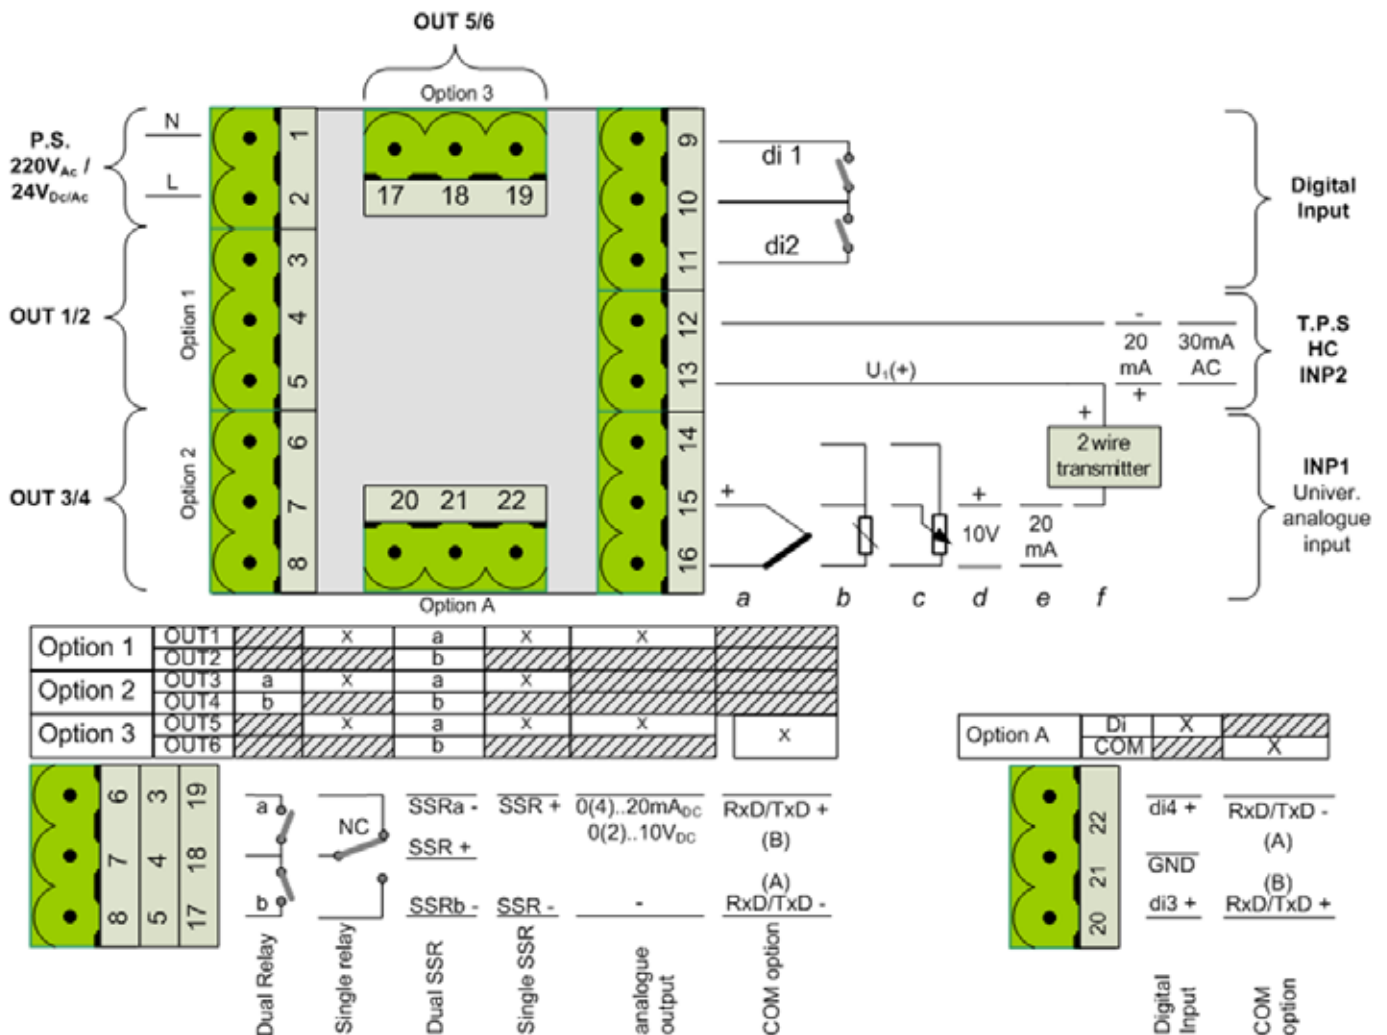 OUT 5/6
Option 3
P.S.
220VAc /
24VDc/Ac
N
L
1
2
3
4
5
6
7
8
17 18 19
20 21 22
9
10
11
12
13
14
15
16
OUT 1/2
Option 1
OUT 3/4
Option 2
Option A
di 1
di2
Digital
Input
-
20
mA
+
30mA
AC
T.P.S
HC
INP2
U1(+)
+
2 wire
transmitter
INP1
Univer.
analogue
input
+
+
10V
20
mA
a b c d e f
Option 1 OUT1 x a x x
OUT2 b
Option 2 OUT3 a x a x
OUT4 b b
Option 3 OUT5 x a x x x
OUT6 b
6 3 19
7 4 18
8 5 17
a
b
NC
SSRa -
SSR +
SSRb -
SSR +
SSR -
0(4)..20mADC
0(2)..10VDC
-
RxD/TxD +
(B)
(A)
RxD/TxD -
Dual Relay
Single relay
Dual SSR
Single SSR
analogue
output
COM option
Option A Di X
COM X
22
21
20
di4 +
GND
di3 +
RxD/TxD -
(A)
(B)
RxD/TxD +
Digital
Input
COM
option